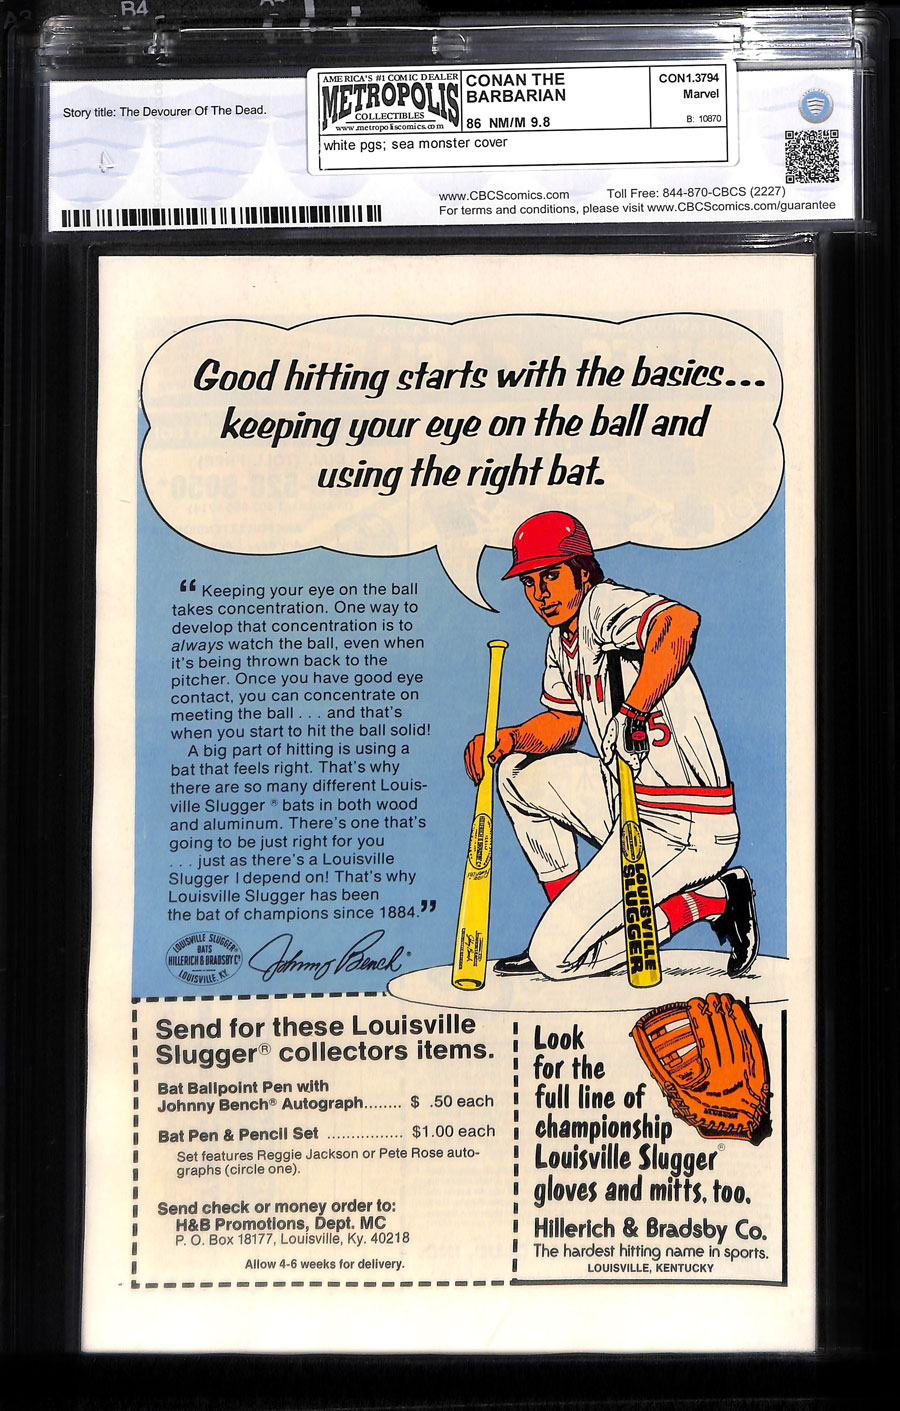 R4
Story title: The Devourer Of The Dead.
AMERICA'S #1 COMIC DEALER
METROPOLIS
COLLECTIBLES
www.metropoliscomics.com
CONAN THE
BARBARIAN
86 NM/M 9.8
CON1.3794
Marvel
B: 10870
white pgs; sea monster cover
www.CBCScomics.com Toll Free: 844-870-CBCS (2227)
For terms and conditions, please visit www.CBCScomics.com/guarantee
Good hitting starts with the basics...
keeping your eye on the ball and
using the right bat.
“Keeping your eye on the ball
takes concentration. One way to
develop that concentration is to
always watch the ball, even when
it's being thrown back to the
pitcher. Once you have good eye
contact, you can concentrate on
meeting the ball . . . and that's
when you start to hit the ball solid!
A big part of hitting is using a
bat that feels right. That's why
there are so many different Louis-
ville Slugger ® bats in both wood
and aluminum. There's one that's
going to be just right for you
. . . just as there's a Louisville
Slugger I depend on! That's why
Louisville Slugger has been
the bat of champions since 1884.”
LOUISVILLE SLUGGER®
BATS
HILLERICH & BRADSBY Cº
LOUISVILLE, KY.
Johnny Bench®
5
LOUISVILLE
SLUGGER
Send for these Louisville
Slugger® collectors items.
Bat Ballpoint Pen with
Johnny Bench® Autograph........ $ .50 each
Bat Pen & Pencil Set ................ $1.00 each
Set features Reggie Jackson or Pete Rose auto-
graphs (circle one).
Send check or money order to:
H&B Promotions, Dept. MC
P. O. Box 18177, Louisville, Ky. 40218
Allow 4-6 weeks for delivery.
Look
for the
full line of
championship
Louisville Slugger®
gloves and mitts, too.
Hillerich & Bradsby Co.
The hardest hitting name in sports.
LOUISVILLE, KENTUCKY